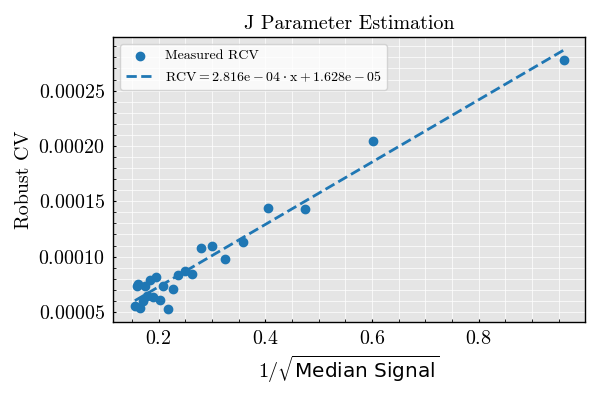 J Parameter Estimation
Measured RCV
RCV = 2.816e − 04 · x + 1.628e − 05
Robust CV
0.00025
0.00020
0.00015
0.00010
0.00005
0.2 0.4 0.6 0.8
1/√Median Signal